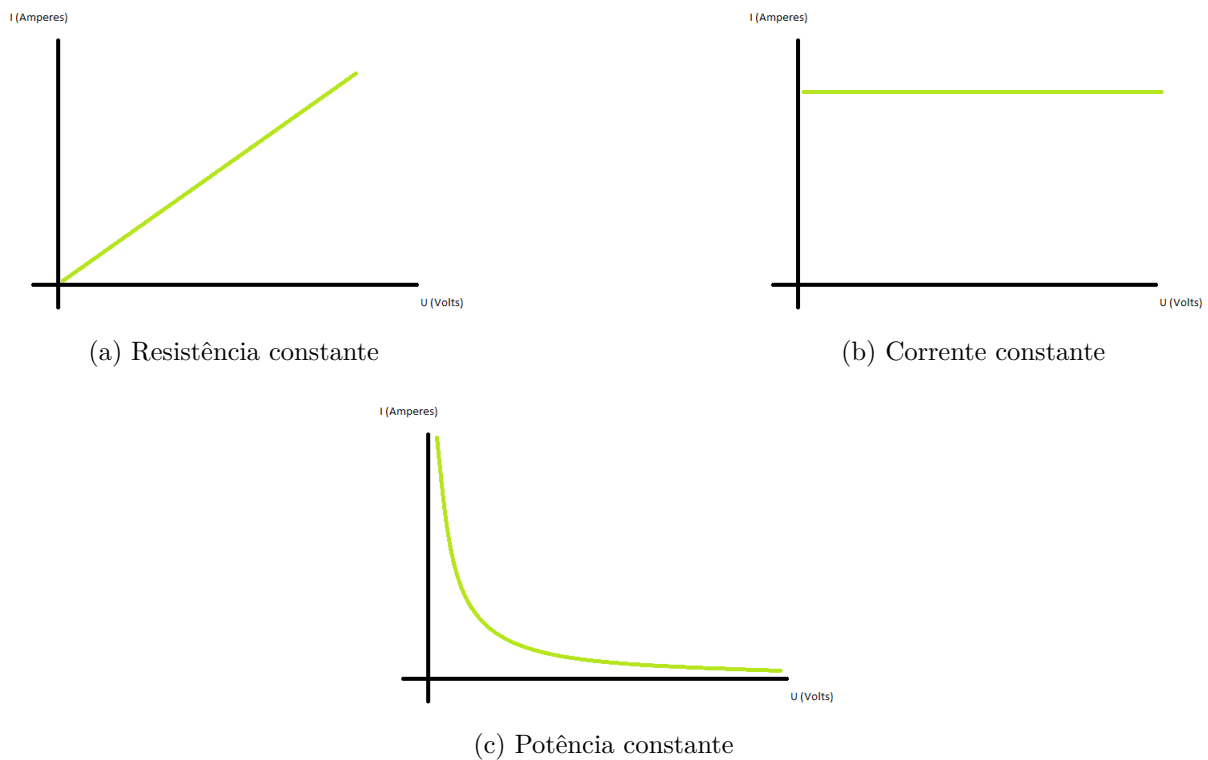 I (Amperes)
U (Volts)
(a) Resistência constante
I (Amperes)
U (Volts)
(b) Corrente constante
I (Amperes)
U (Volts)
(c) Potência constante